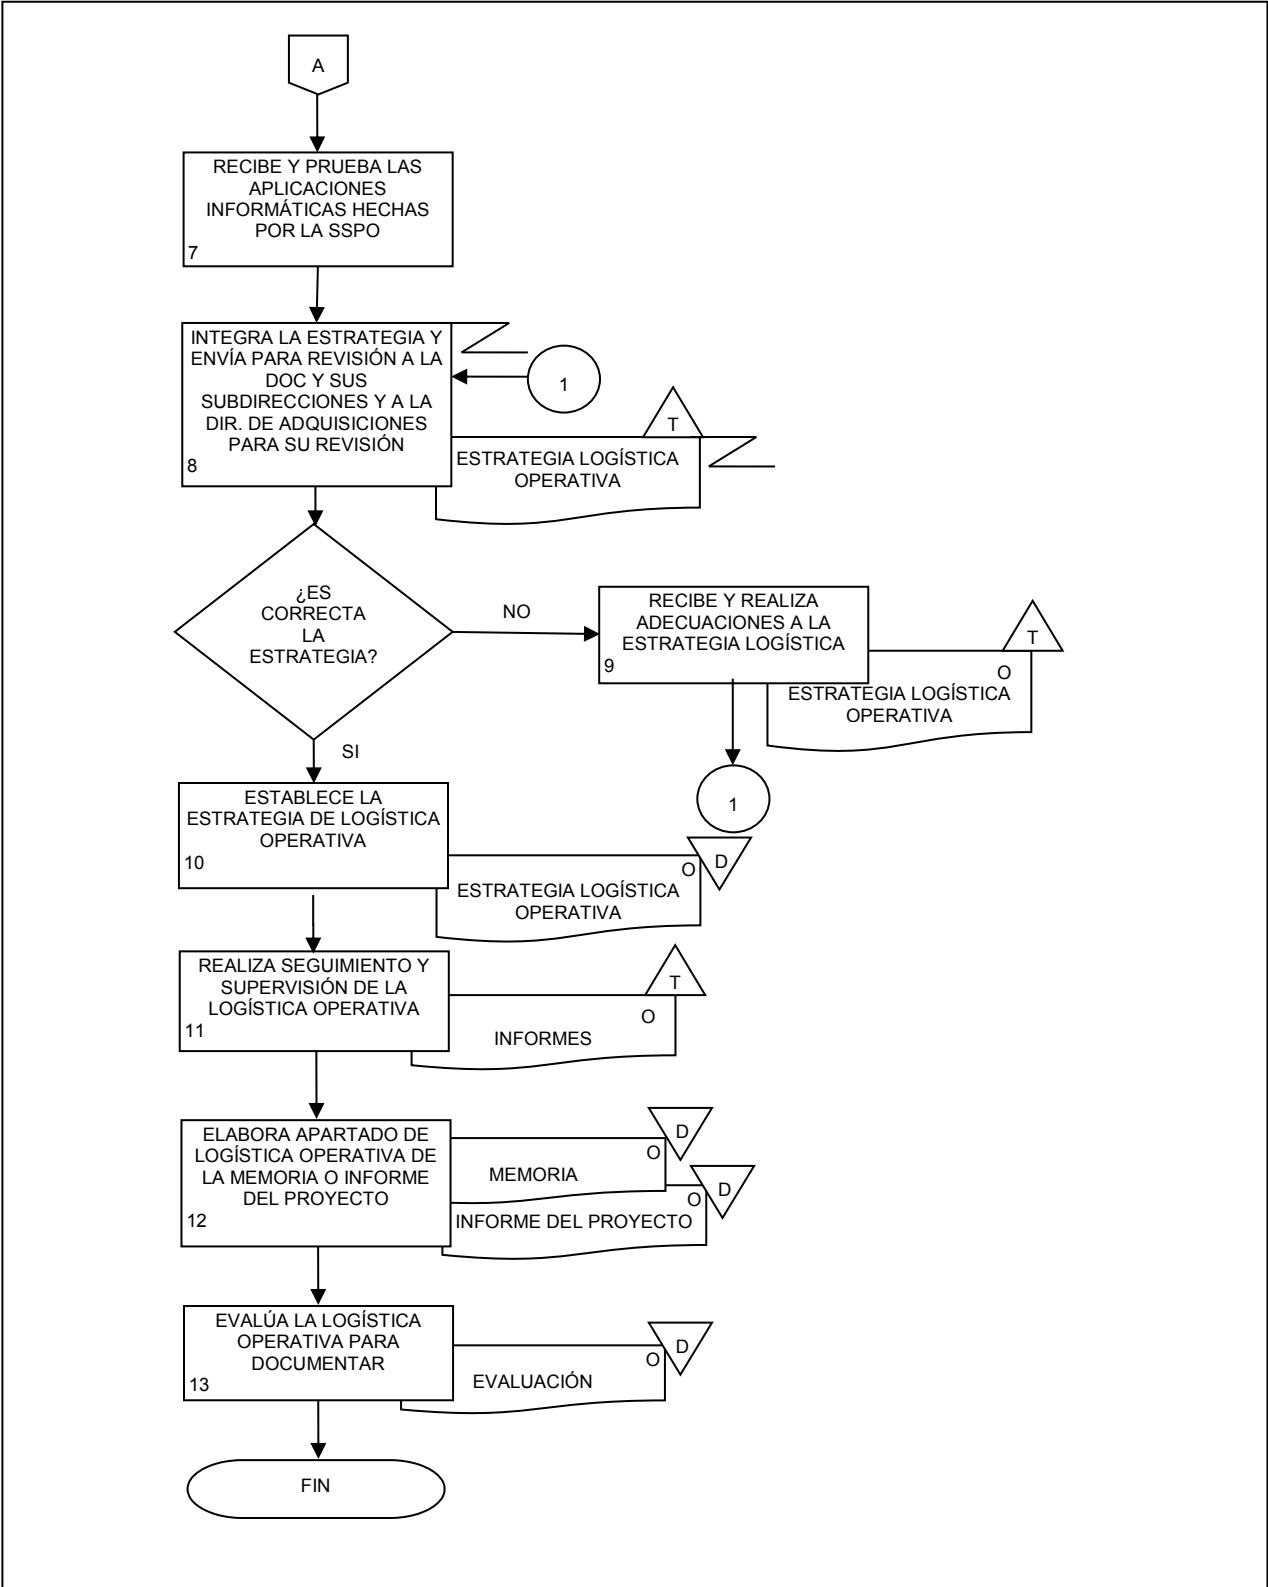 A
RECIBE Y PRUEBA LAS
APLICACIONES
INFORMÁTICAS HECHAS
POR LA SSPO
7
INTEGRA LA ESTRATEGIA Y
ENVÍA PARA REVISIÓN A LA
DOC Y SUS
SUBDIRECCIONES Y A LA
DIR. DE ADQUISICIONES
PARA SU REVISIÓN
8
1
T
ESTRATEGIA LOGÍSTICA
OPERATIVA
¿ES
CORRECTA
LA
ESTRATEGIA?
NO
RECIBE Y REALIZA
ADECUACIONES A LA
ESTRATEGIA LOGÍSTICA
9
T
O
ESTRATEGIA LOGÍSTICA
OPERATIVA
1
SI
ESTABLECE LA
ESTRATEGIA DE LOGÍSTICA
OPERATIVA
10
D
O
ESTRATEGIA LOGÍSTICA
OPERATIVA
REALIZA SEGUIMIENTO Y
SUPERVISIÓN DE LA
LOGÍSTICA OPERATIVA
11
T
O
INFORMES
ELABORA APARTADO DE
LOGÍSTICA OPERATIVA DE
LA MEMORIA O INFORME
DEL PROYECTO
12
D
O
MEMORIA
D
O
INFORME DEL PROYECTO
EVALÚA LA LOGÍSTICA
OPERATIVA PARA
DOCUMENTAR
13
D
O
EVALUACIÓN
FIN